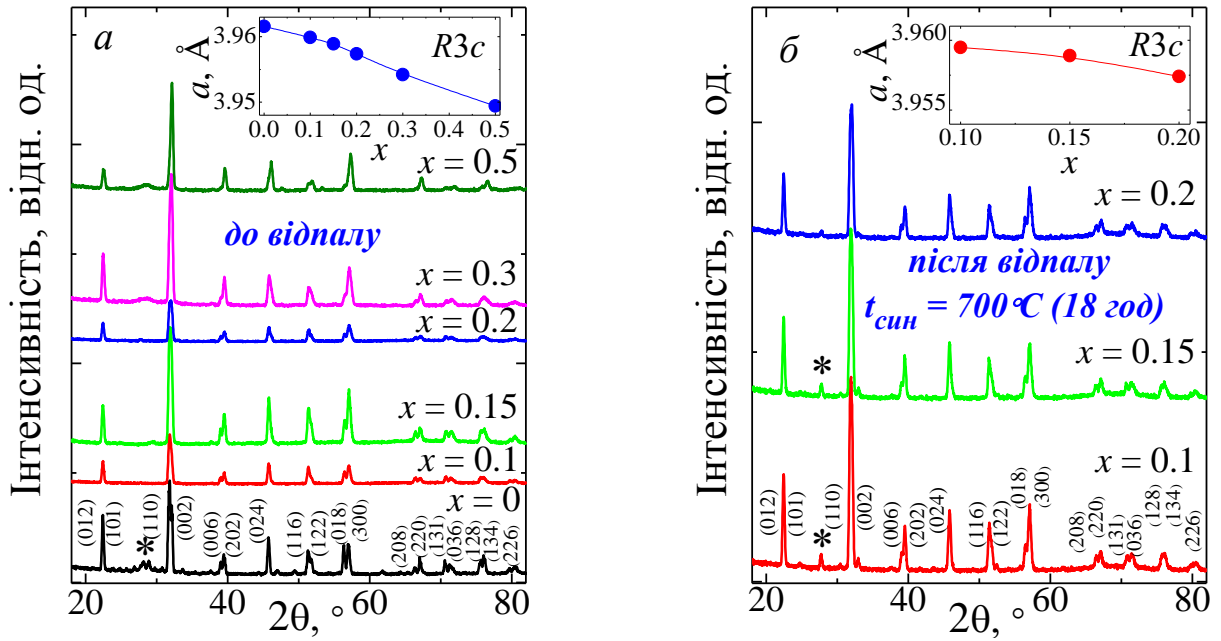 а
R3c
a, Å
3.96
3.95
0.0 0.1 0.2 0.3 0.4 0.5
x
x = 0.5
до відпалу
x = 0.3
x = 0.2
x = 0.15
x = 0.1
x = 0
(012)
(101)
*
(110)
(002)
(006)
(202)
(024)
(116)
(122)
(018)
(300)
(208)
(220)
(131)
(036)
(128)
(134)
(226)
20 40 60 80
2θ, °
Інтенсивність, відн. од.
б
R3c
a, Å
3.960
3.955
0.10 0.15 0.20
x
x = 0.2
після відпалу
tсин = 700°C (18 год)
*
x = 0.15
x = 0.1
(012)
(101)
*
(110)
(002)
(006)
(202)
(024)
(116)
(122)
(018)
(300)
(208)
(220)
(131)
(036)
(128)
(134)
(226)
20 40 60 80
2θ, °
Інтенсивність, відн. од.